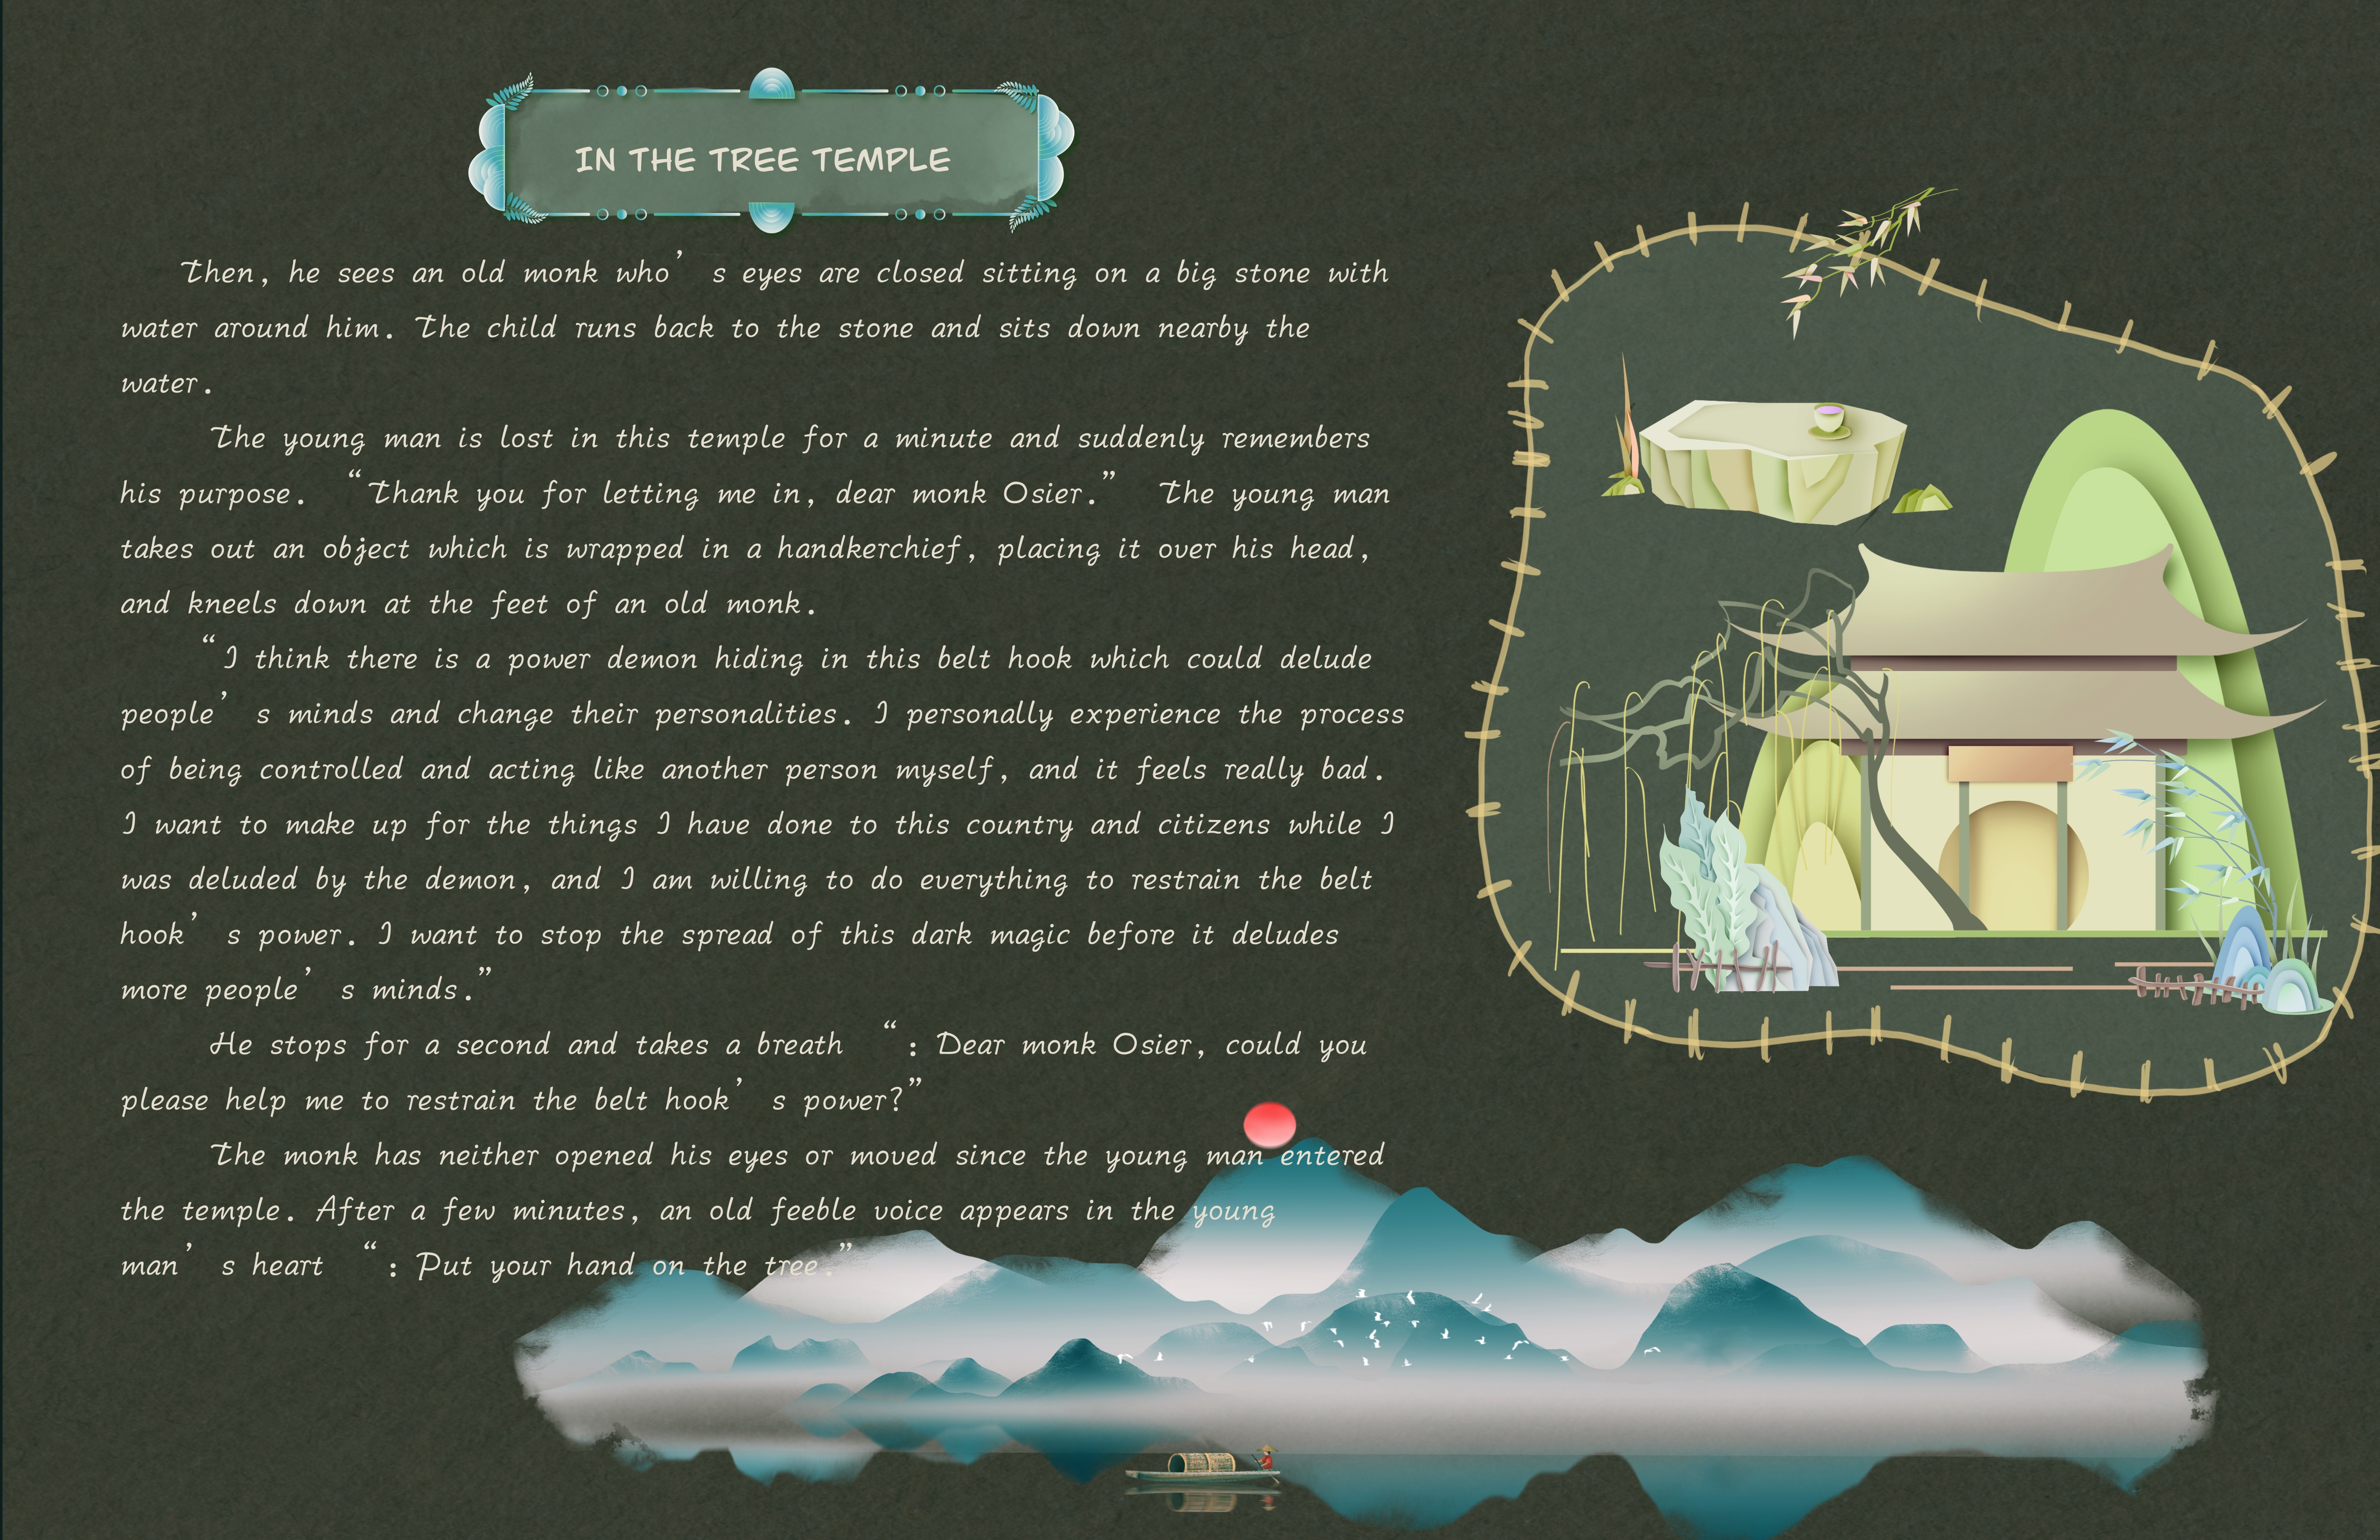 IN THE TREE TEMPLE
Then, he sees an old monk who’ s eyes are closed sitting on a big stone with
water around him. The child runs back to the stone and sits down nearby the
water.
The young man is lost in this temple for a minute and suddenly remembers
his purpose. “Thank you for letting me in, dear monk Osier.” The young man
takes out an object which is wrapped in a handkerchief, placing it over his head,
and kneels down at the feet of an old monk.
“I think there is a power demon hiding in this belt hook which could delude
people’ s minds and change their personalities. I personally experience the process
of being controlled and acting like another person myself, and it feels really bad.
I want to make up for the things I have done to this country and citizens while I
was deluded by the demon, and I am willing to do everything to restrain the belt
hook’ s power. I want to stop the spread of this dark magic before it deludes
more people’ s minds.”
He stops for a second and takes a breath “: Dear monk Osier, could you
please help me to restrain the belt hook’ s power?”
The monk has neither opened his eyes or moved since the young man entered
the temple. After a few minutes, an old feeble voice appears in the young
man’ s heart “: Put your hand on the tree.”